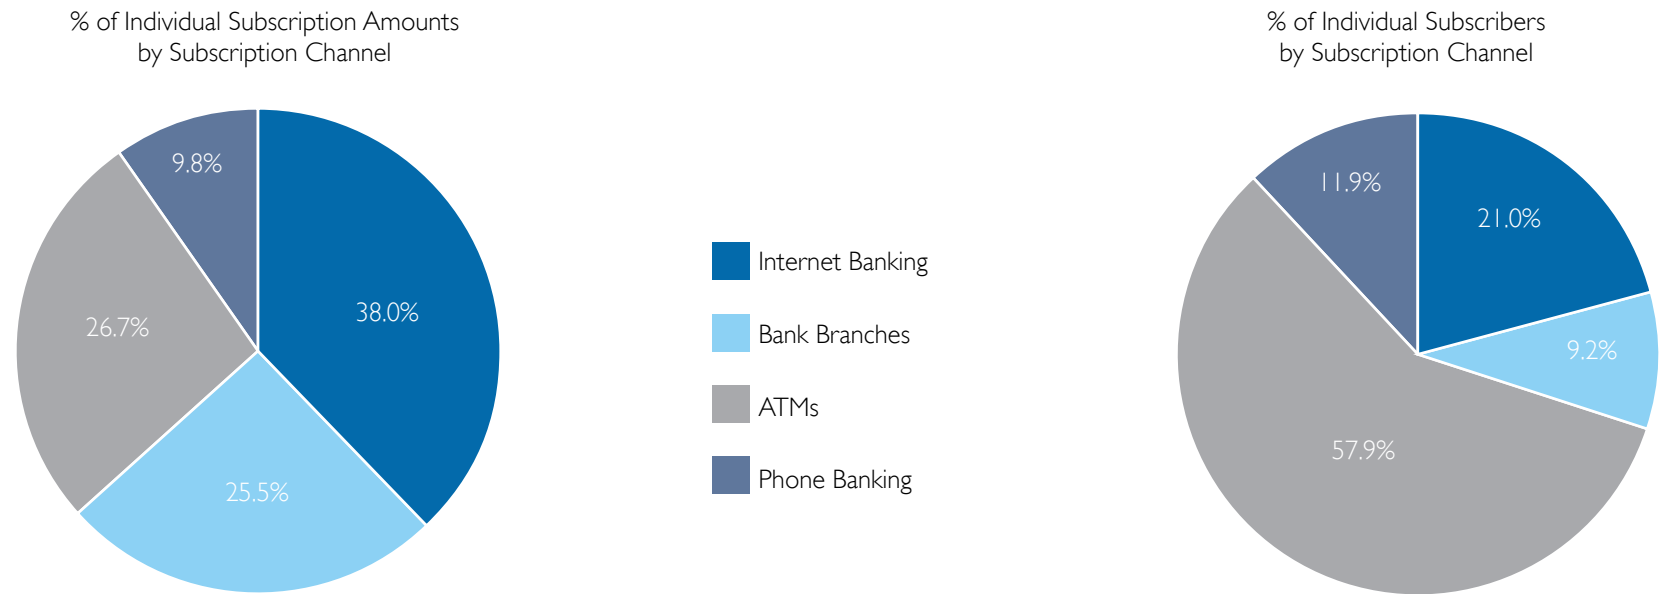 % of Individual Subscription Amounts
by Subscription Channel
9.8%
38.0%
26.7%
25.5%
Internet Banking
Bank Branches
ATMs
Phone Banking
% of Individual Subscribers
by Subscription Channel
11.9%
21.0%
9.2%
57.9%